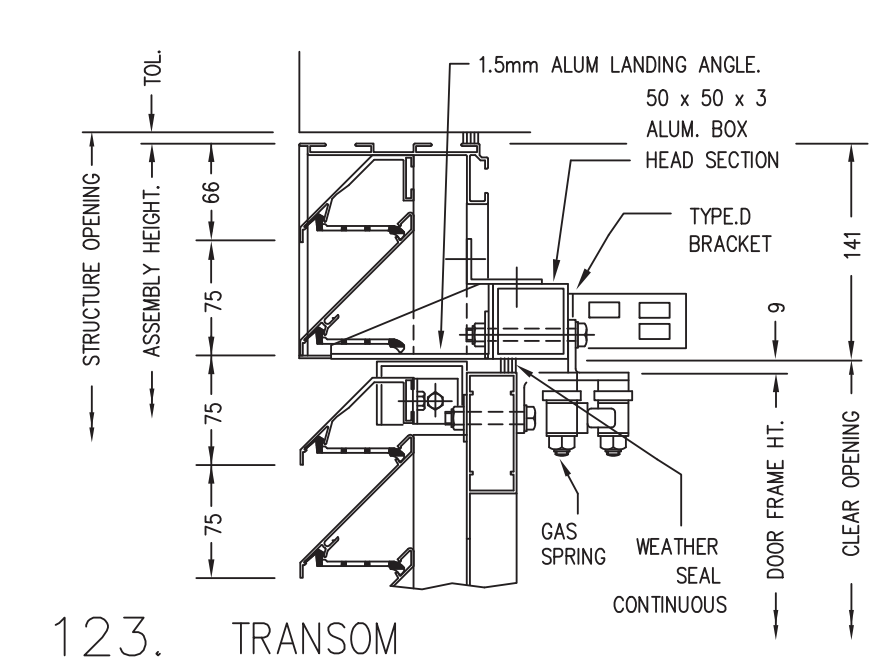 TOL.
1.5mm ALUM LANDING ANGLE.
50 x 50 x 3
ALUM. BOX
HEAD SECTION
TYPE.D
BRACKET
STRUCTURE OPENING
ASSEMBLY HEIGHT.
66
75
75
75
141
9
GAS
SPRING
WEATHER
SEAL
CONTINUOUS
DOOR FRAME HT.
CLEAR OPENING
123. TRANSOM